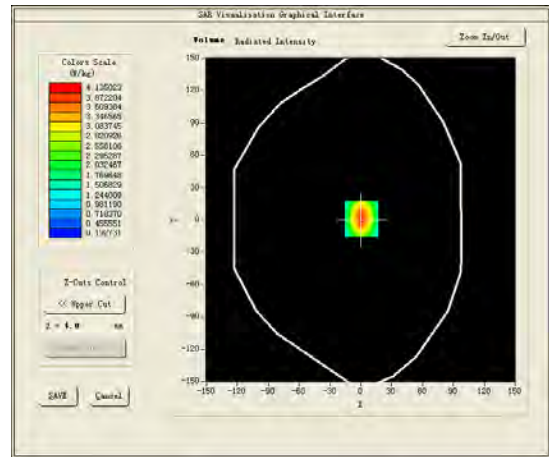 SAR Visualisation Graphical Interface
Volume Radiated Intensity
Zoom In/Out
Colors Scale
(W/kg)
4.135023
3.872204
3.609384
3.346565
3.083745
2.820926
2.558106
2.295287
2.032467
1.769648
1.506829
1.244009
0.981190
0.718370
0.455551
150
90
30
0
-30
-60
-90
-150
-150 -120 -90 -60 -30 0 30 60 90 120 150
X
Z-Cuts Control
<< Upper Cut
Z = 4.0 mm
SAVE
Cancel